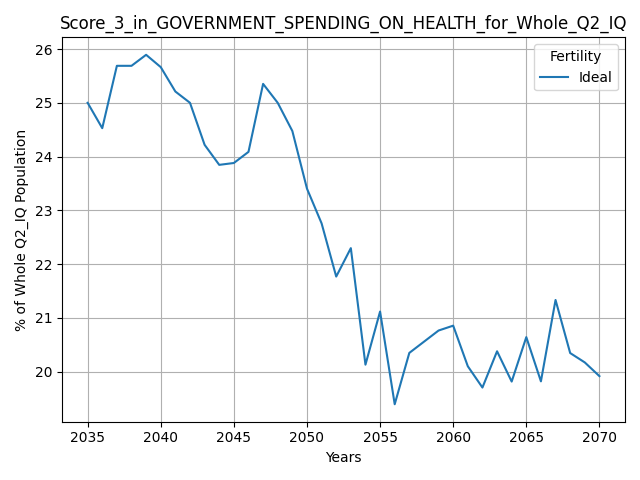 Score_3_in_GOVERNMENT_SPENDING_ON_HEALTH_for_Whole_Q2_IQ
Fertility
Ideal
% of Whole Q2_IQ Population
26
25
24
23
22
21
20
2035 2040 2045 2050 2055 2060 2065 2070
Years